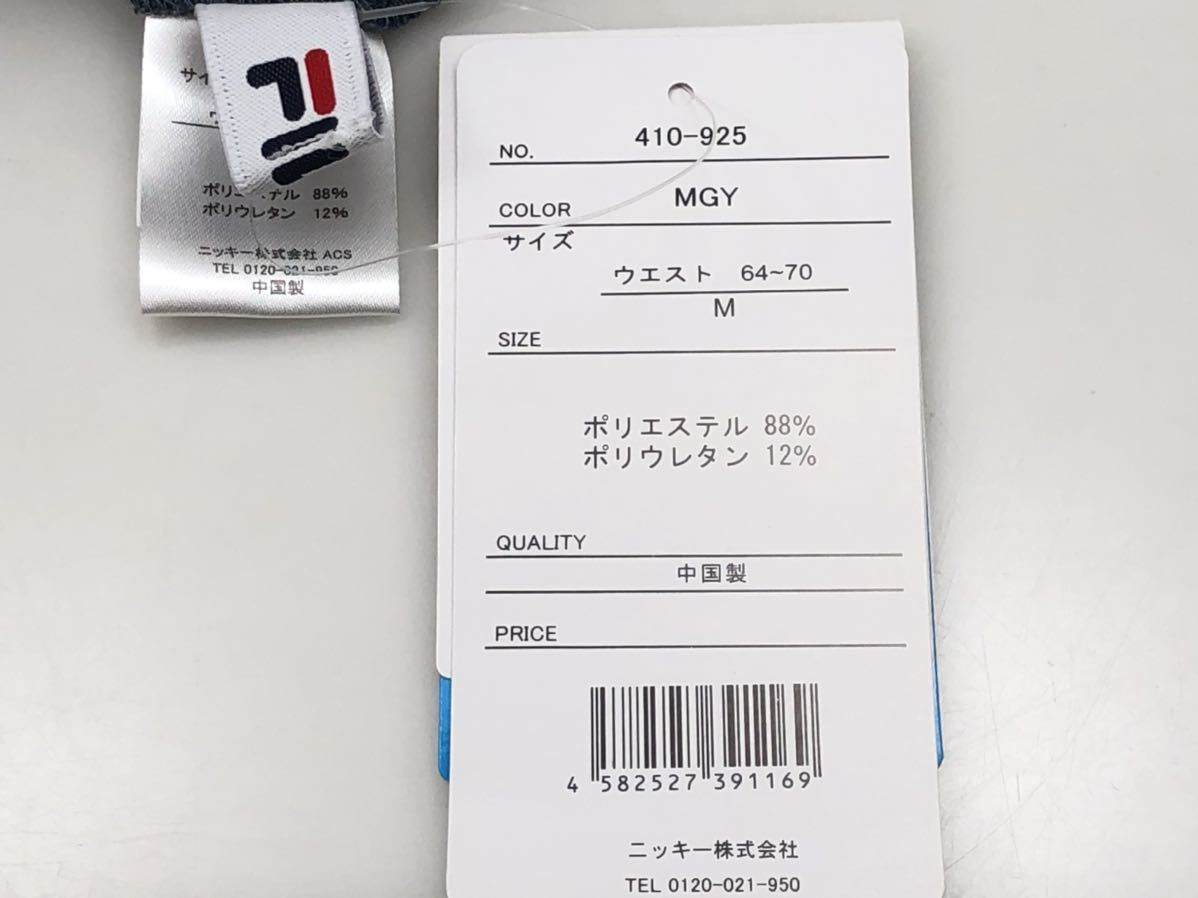 サイ
ポリ エステル 88%
ポリウレタン 12%
ニッキー株式会社 ACS
TEL 0120-021-950
中国製
NO. 410-925
COLOR MGY
サイズ
ウエスト 64~70
M
SIZE
ポリエステル 88%
ポリウレタン 12%
QUALITY
中国製
PRICE
4 582527 391169
ニッキー株式会社
TEL 0120-021-950